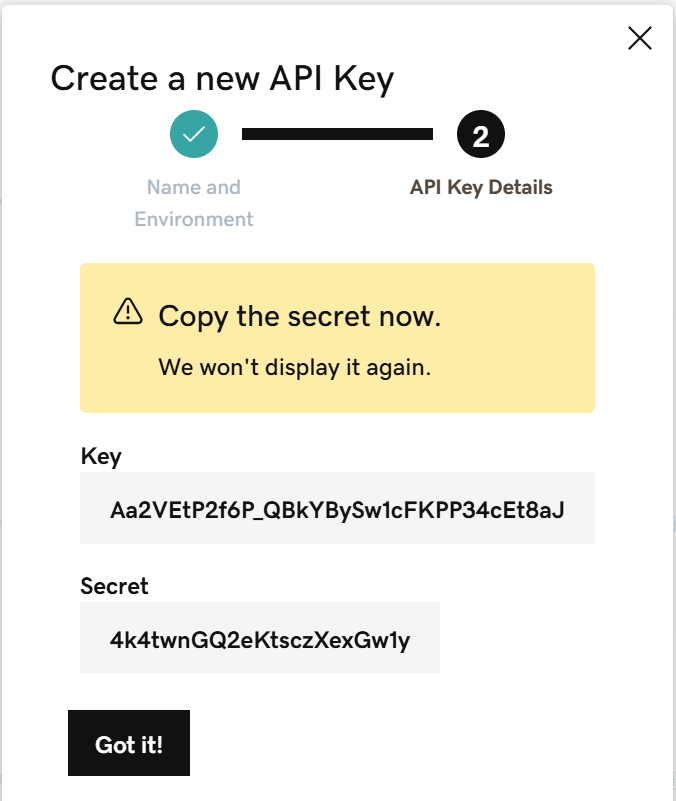 Create a new API Key
2
Name and
Environment
API Key Details
Copy the secret now.
We won't display it again.
Key
Aa2VEtP2f6P_QBkYBySw1cFKPP34cEt8aJ
Secret
4k4twnGQ2eKtsczXexGw1y
Got it!